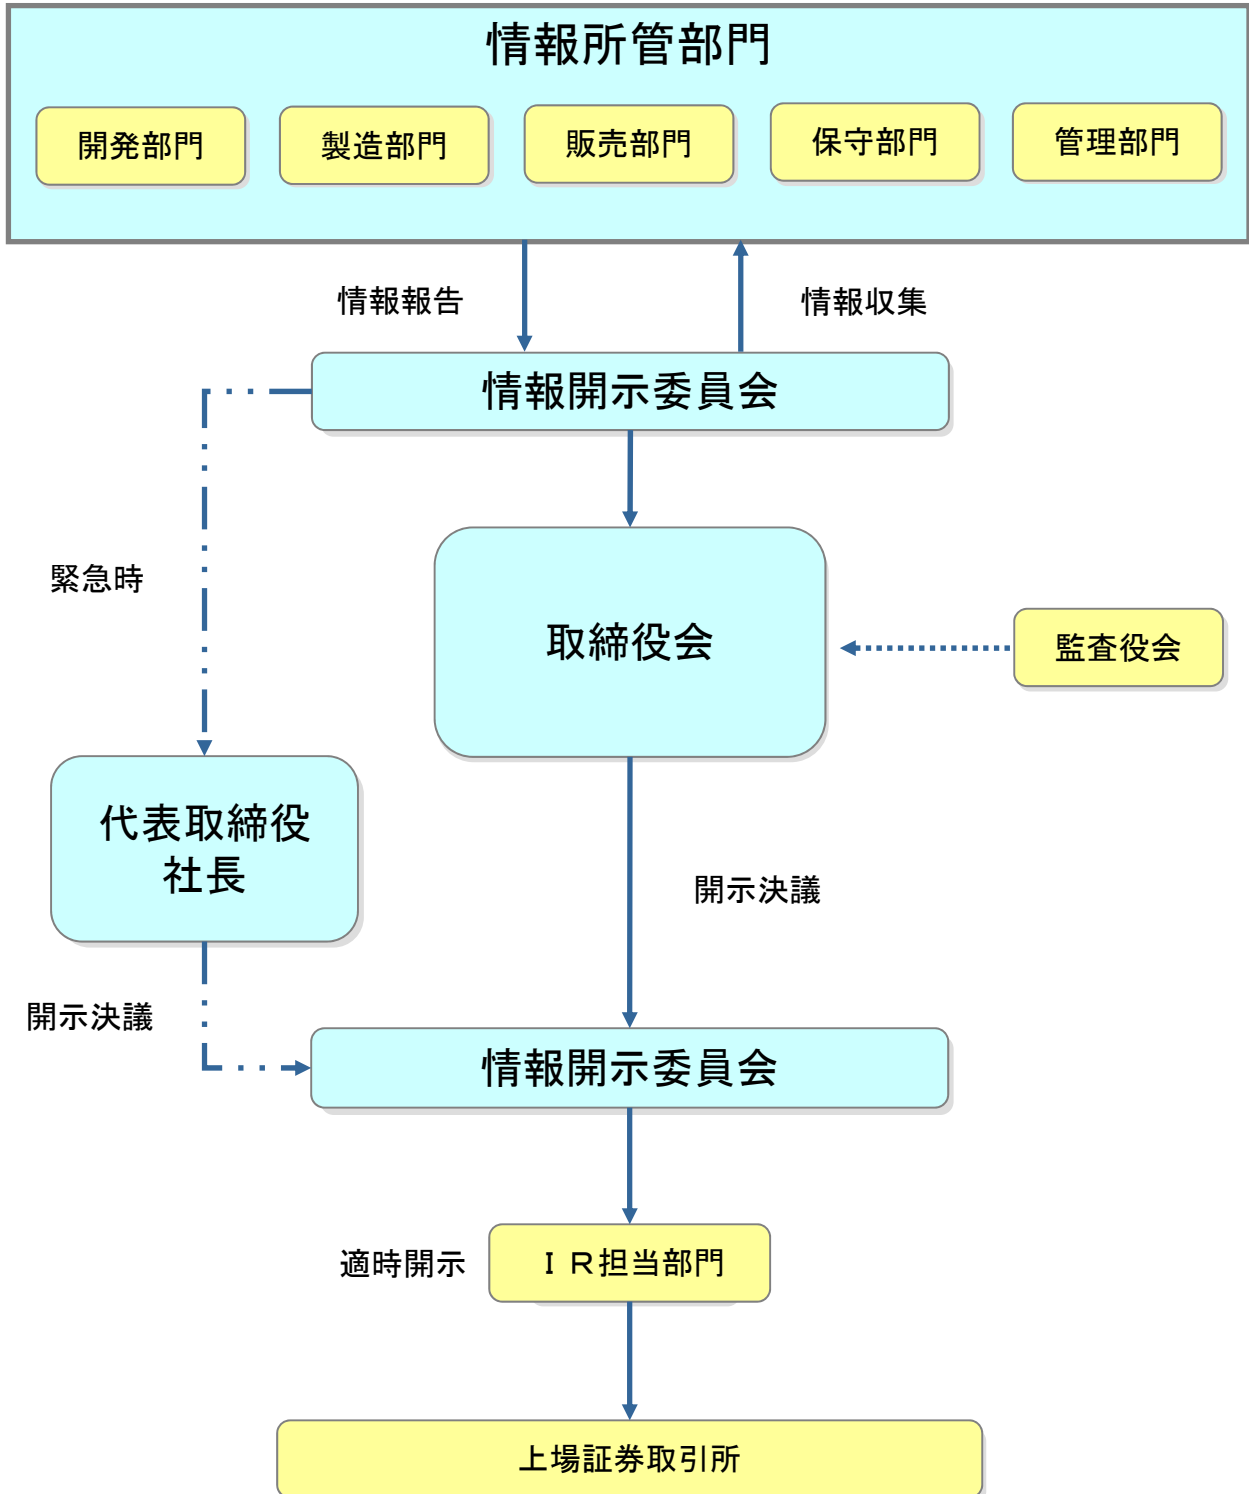 情報所管部門
開発部門
製造部門
販売部門
保守部門
管理部門
情報報告
情報収集
情報開示委員会
緊急時
取締役会
監査役会
代表取締役
社長
開示決議
開示決議
情報開示委員会
適時開示
ＩＲ担当部門
上場証券取引所